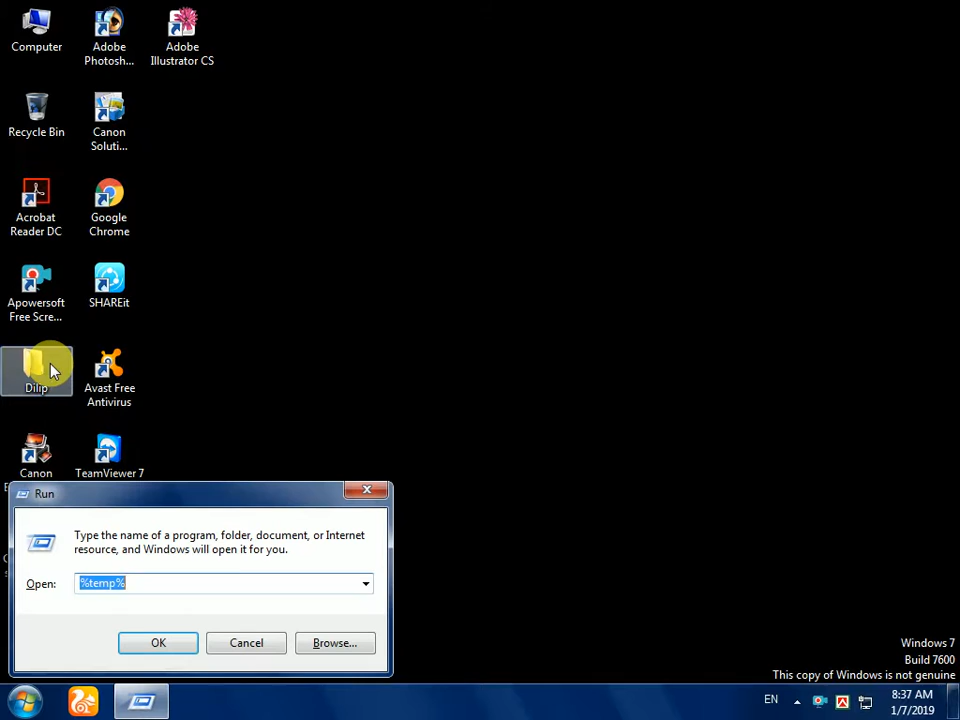 Computer
Adobe
Photosh...
Adobe
Illustrator CS
Recycle Bin
Canon
Soluti...
Acrobat
Reader DC
Google
Chrome
Apowersoft
Free Scre...
SHAREit
Dilip
Avast Free
Antivirus
Canon
TeamViewer 7
Run
Type the name of a program, folder, document, or Internet
resource, and Windows will open it for you.
Open:
%temp%
OK
Cancel
Browse...
Windows 7
Build 7600
This copy of Windows is not genuine
EN
8:37 AM
1/7/2019